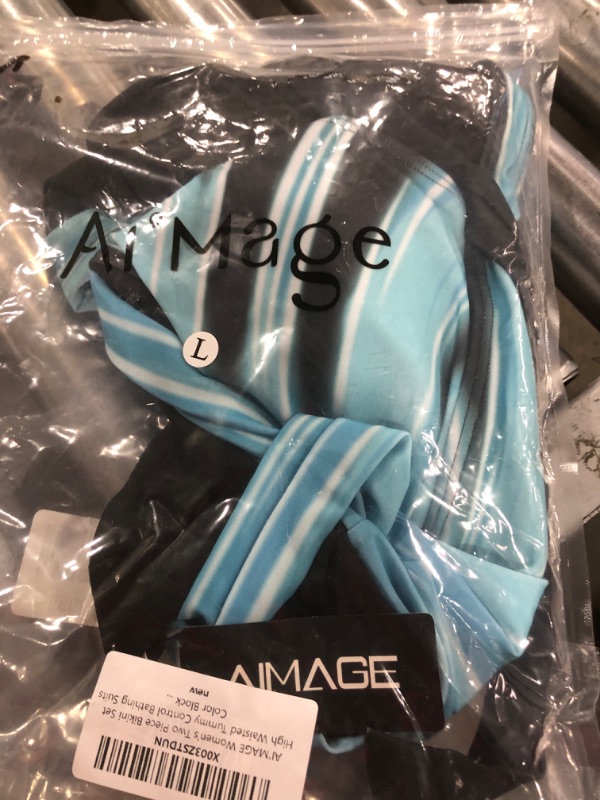 Ai Mage
L
AIMAGE
X003ZSTDUN
AI'MAGE Women's Two Piece Bikini Set
High Waisted Tummy Control Bathing Suits
Color Block ...
new